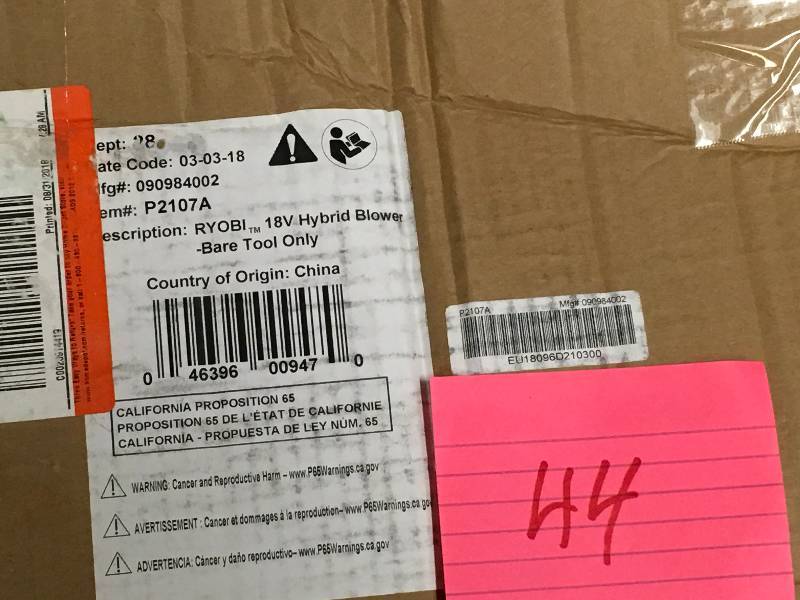 ept: 28
ate Code: 03-03-18
fg#: 090984002
em#: P2107A
escription: RYOBI™ 18V Hybrid Blower
-Bare Tool Only
Country of Origin: China
0 46396 00947 0
CALIFORNIA PROPOSITION 65
PROPOSITION 65 DE L'ÉTAT DE CALIFORNIE
CALIFORNIA - PROPUESTA DE LEY NÚM. 65
WARNING: Cancer and Reproductive Harm – www.P65Warnings.ca.gov
AVERTISSEMENT : Cancer et dommages à la reproduction– www.P65Warnings.ca.go
ADVERTENCIA: Cáncer y daño reproductivo– www.P65Warnings.ca.gov
P2107A Mfg# 090984002
EU18096D210300
44
Printed: 08/31/2018